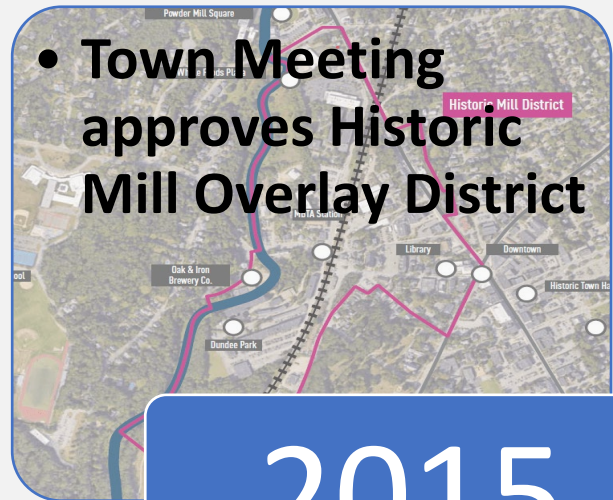 Powder Mill Square
• Town Meeting
approves Historic
Mill Overlay District
Historic Mill District
MBTA Station
Library
Downtown
Oak & Iron
Brewery Co.
Historic Town
Dundee Park
2015